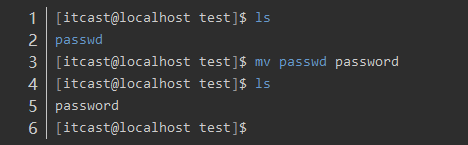 1 [itcast@localhost test]$ ls
2 passwd
3 [itcast@localhost test]$ mv passwd password
4 [itcast@localhost test]$ ls
5 password
6 [itcast@localhost test]$